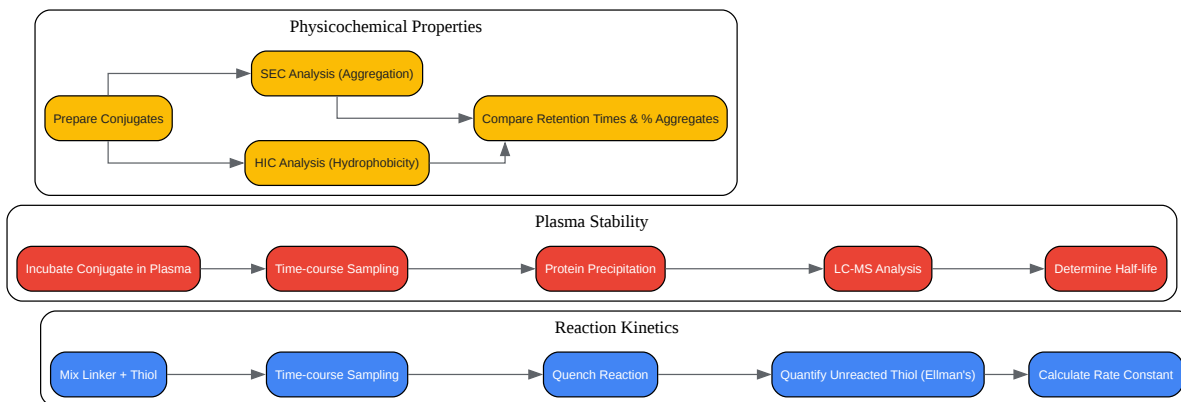 Physicochemical Properties
SEC Analysis (Aggregation)
Prepare Conjugates
Compare Retention Times & % Aggregates
HIC Analysis (Hydrophobicity)
Plasma Stability
Incubate Conjugate in Plasma
Time-course Sampling
Protein Precipitation
LC-MS Analysis
Determine Half-life
Reaction Kinetics
Mix Linker + Thiol
Time-course Sampling
Quench Reaction
Quantify Unreacted Thiol (Ellman's)
Calculate Rate Constant